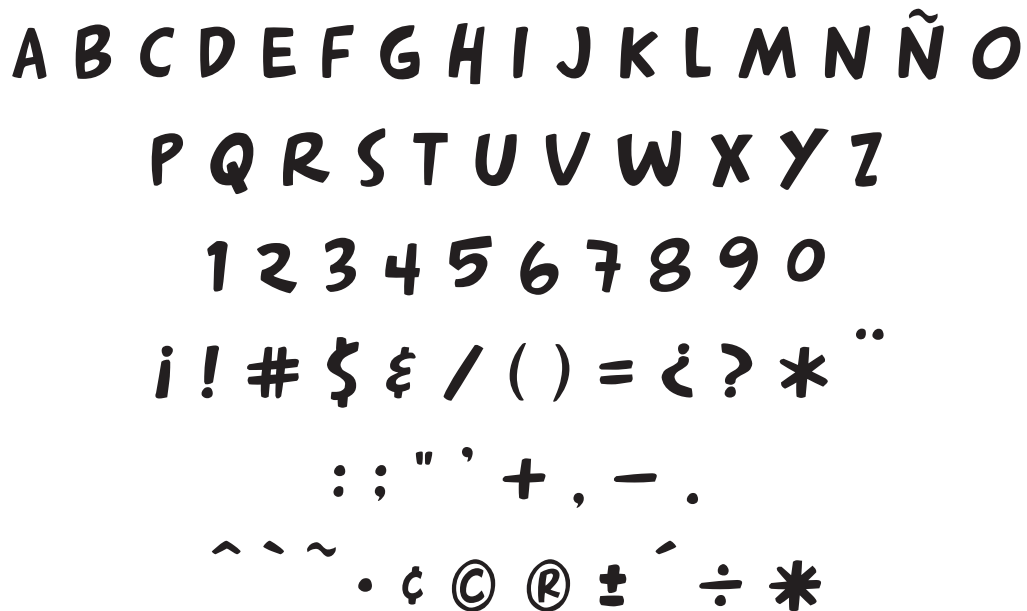 A B C D E F G H I J K L M N Ñ O
P Q R S T U V W X Y Z
1 2 3 4 5 6 7 8 9 0
¡ ! # $ & / ( ) = ¿ ? * ¨
: ; " ' + , - .
^ ` ~ · ¢ © ® ± ´ ÷ *